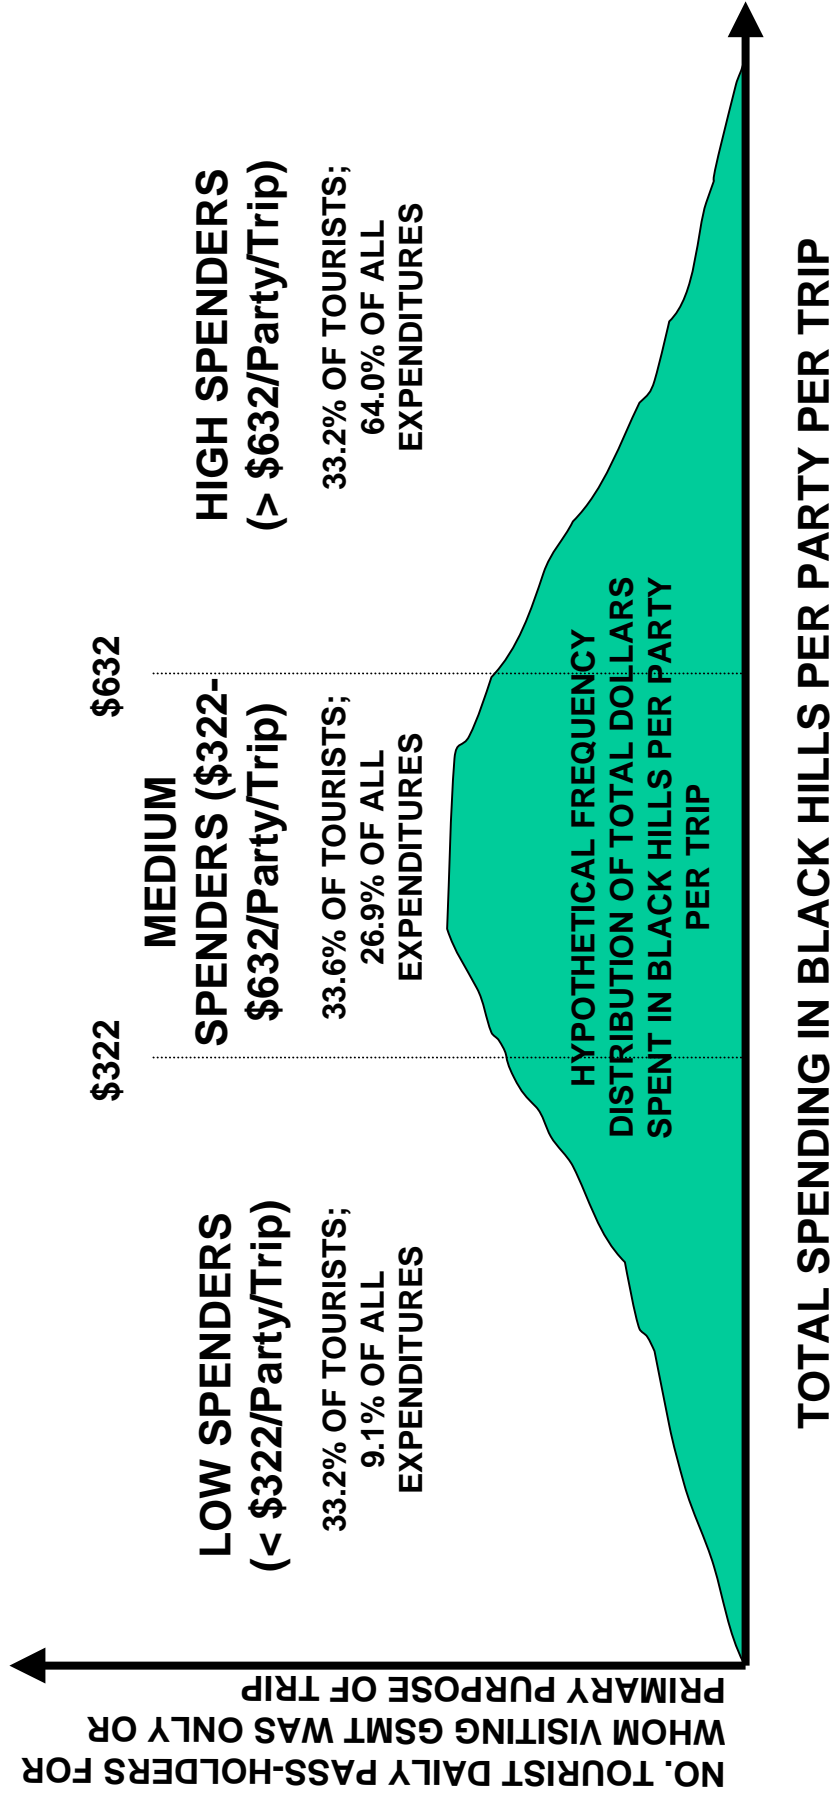 NO. TOURIST DAILY PASS-HOLDERS FOR
WHOM VISITING GSMT WAS ONLY OR
PRIMARY PURPOSE OF TRIP
$322
$632
LOW SPENDERS
(< $322/Party/Trip)
33.2% OF TOURISTS;
9.1% OF ALL
EXPENDITURES
MEDIUM
SPENDERS ($322-
$632/Party/Trip)
33.6% OF TOURISTS;
26.9% OF ALL
EXPENDITURES
HIGH SPENDERS
(> $632/Party/Trip)
33.2% OF TOURISTS;
64.0% OF ALL
EXPENDITURES
HYPOTHETICAL FREQUENCY
DISTRIBUTION OF TOTAL DOLLARS
SPENT IN BLACK HILLS PER PARTY
PER TRIP
TOTAL SPENDING IN BLACK HILLS PER PARTY PER TRIP